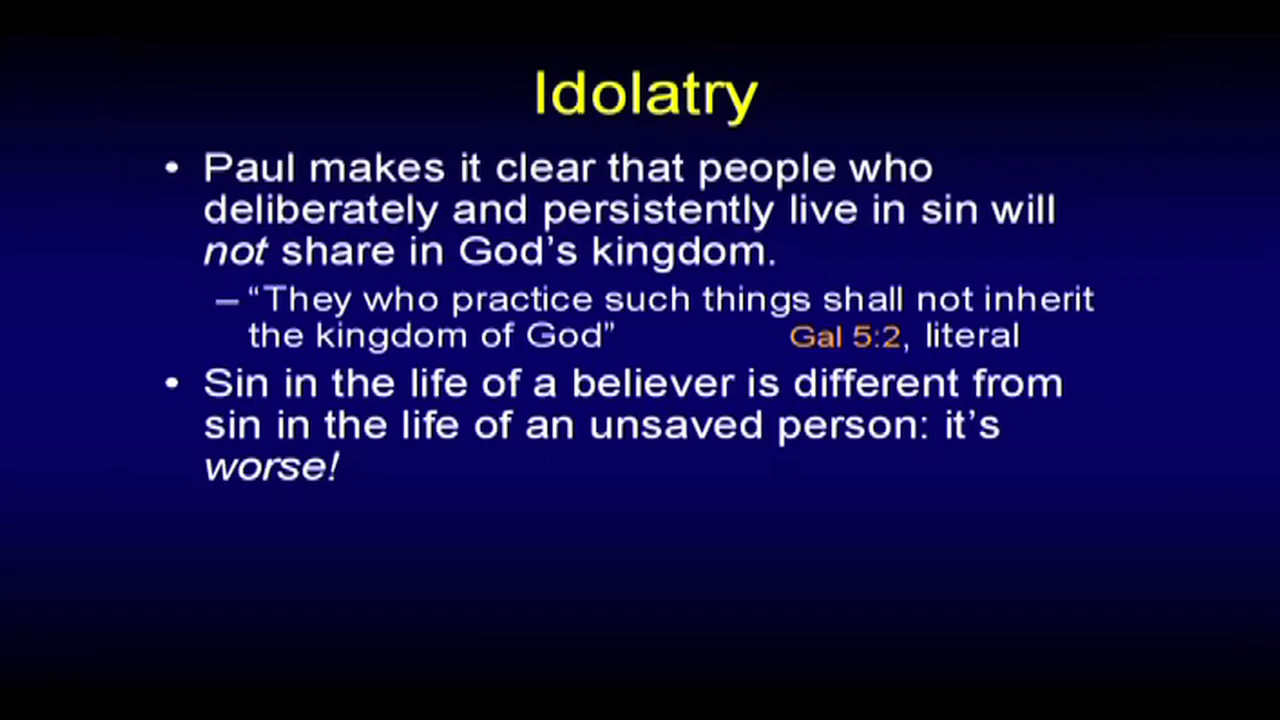 Idolatry
• Paul makes it clear that people who
deliberately and persistently live in sin will
not share in God’s kingdom.
– “They who practice such things shall not inherit
the kingdom of God” Gal 5:2, literal
• Sin in the life of a believer is different from
sin in the life of an unsaved person: it’s
worse!